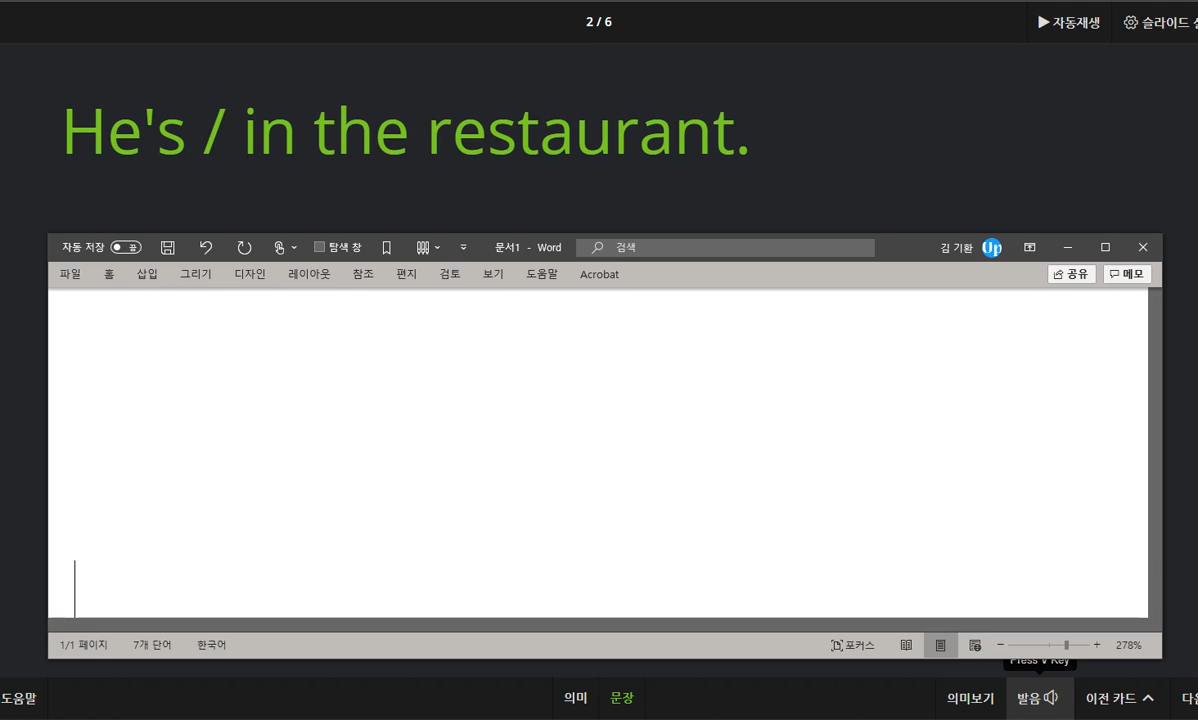 2 / 6
자동재생
슬라이드
He's / in the restaurant.
자동 저장 끔 탐색 창 문서1 - Word 검색 김 기환 Up
파일 홈 삽입 그리기 디자인 레이아웃 참조 편지 검토 보기 도움말 Acrobat 공유 메모
1/1 페이지 7개 단어 한국어 포커스 278%
Press V Key
도움말 의미 문장 의미보기 발음 이전 카드